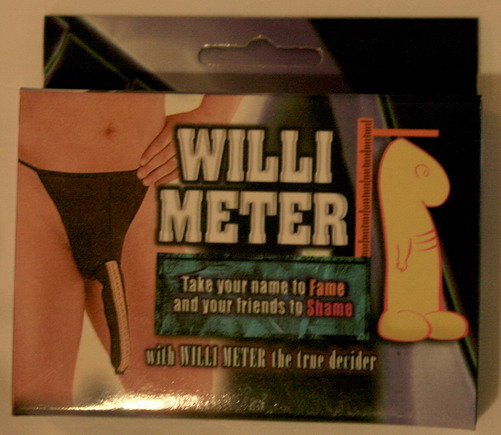 WILLI
METER
Take your name to Fame
and your friends to Shame
with WILLI METER the true decider